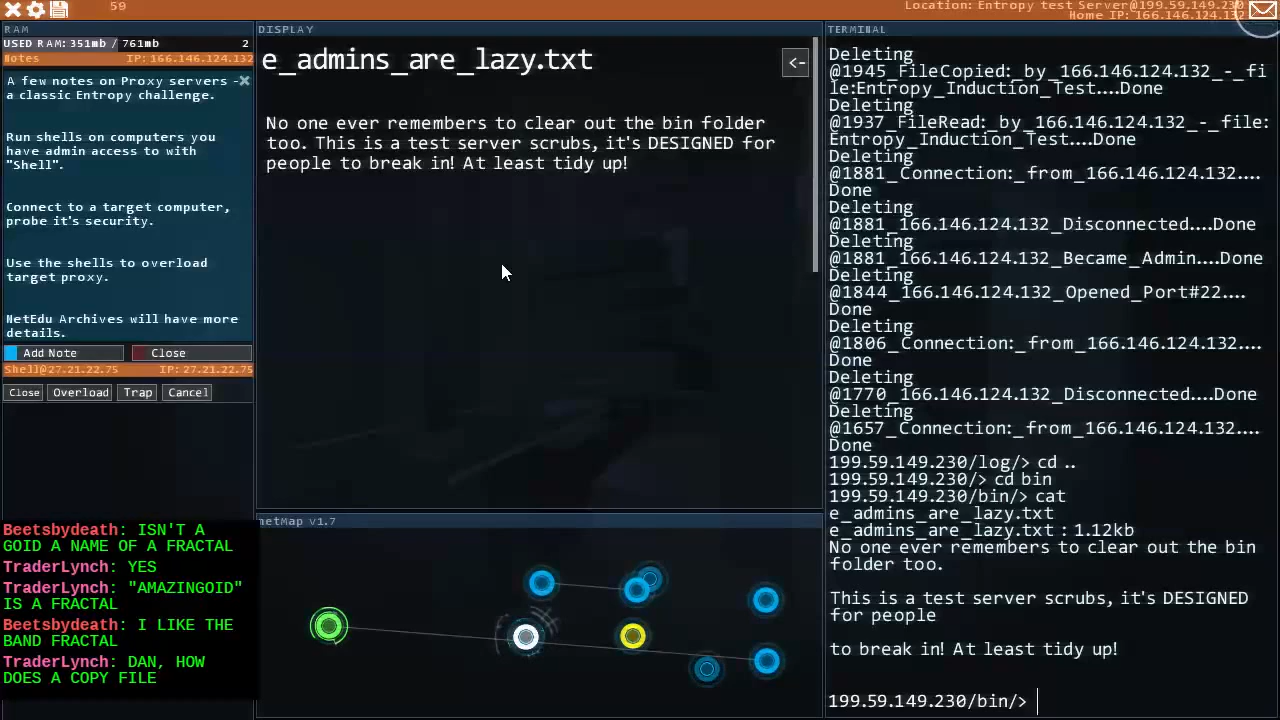 59
Location: Entropy test Server@199.59.149.230
Home IP: 166.146.124.132
RAM
USED RAM: 351mb / 761mb 2
Notes IP: 166.146.124.132
A few notes on Proxy servers -
a classic Entropy challenge.
Run shells on computers you
have admin access to with
"Shell".
Connect to a target computer,
probe it's security.
Use the shells to overload
target proxy.
NetEdu Archives will have more
details.
Add Note Close
Shell@27.21.22.75 IP: 27.21.22.75
Close Overload Trap Cancel
Beetsbydeath: ISN'T A
GOID A NAME OF A FRACTAL
TraderLynch: YES
TraderLynch: "AMAZINGOID"
IS A FRACTAL
Beetsbydeath: I LIKE THE
BAND FRACTAL
TraderLynch: DAN, HOW
DOES A COPY FILE
DISPLAY
e_admins_are_lazy.txt
<-
No one ever remembers to clear out the bin folder
too. This is a test server scrubs, it's DESIGNED for
people to break in! At least tidy up!
netMap v1.7
TERMINAL
Deleting
@1945_FileCopied:_by_166.146.124.132_-_fi
le:Entropy_Induction_Test....Done
Deleting
@1937_FileRead:_by_166.146.124.132_-_file:
Entropy_Induction_Test....Done
Deleting
@1881_Connection:_from_166.146.124.132....
Done
Deleting
@1881_166.146.124.132_Disconnected....Done
Deleting
@1881_166.146.124.132_Became_Admin....Done
Deleting
@1844_166.146.124.132_Opened_Port#22....
Done
Deleting
@1806_Connection:_from_166.146.124.132....
Done
Deleting
@1770_166.146.124.132_Disconnected....Done
Deleting
@1657_Connection:_from_166.146.124.132....
Done
199.59.149.230/log/> cd ..
199.59.149.230/> cd bin
199.59.149.230/bin/> cat
e_admins_are_lazy.txt
e_admins_are_lazy.txt : 1.12kb
No one ever remembers to clear out the bin
folder too.
This is a test server scrubs, it's DESIGNED
for people
to break in! At least tidy up!
199.59.149.230/bin/>